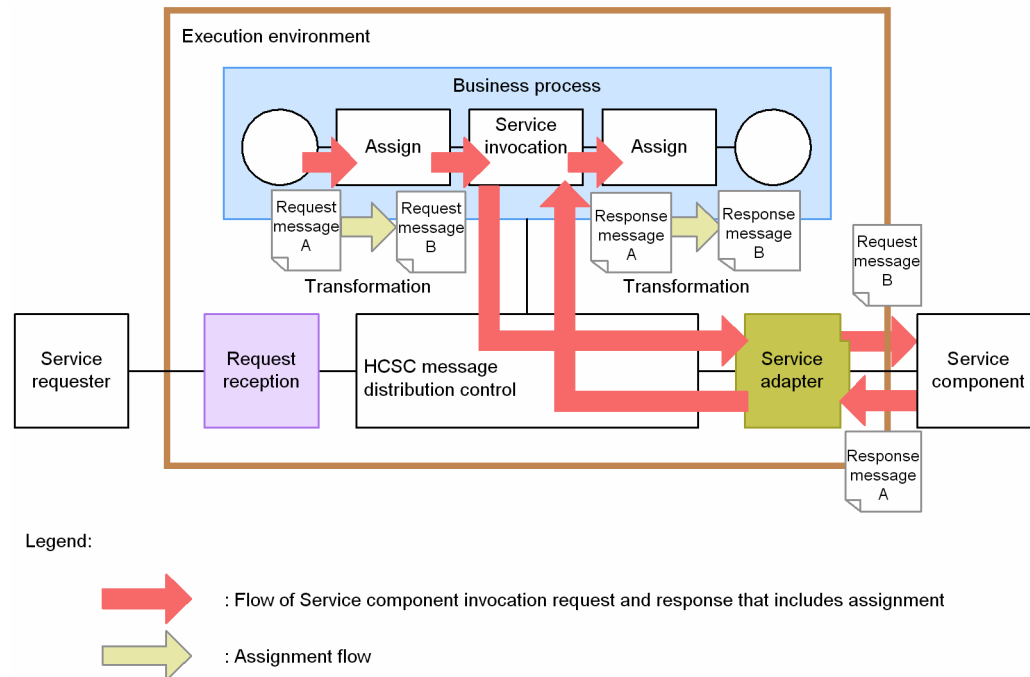 Execution environment
Business process
Assign
Service
invocation
Assign
Request
message
A
Request
message
B
Response
message
A
Response
message
B
Transformation
Transformation
Request
message
B
Service
requester
Request
reception
HCSC message
distribution control
Service
adapter
Service
component
Response
message
A
Legend:
: Flow of Service component invocation request and response that includes assignment
: Assignment flow